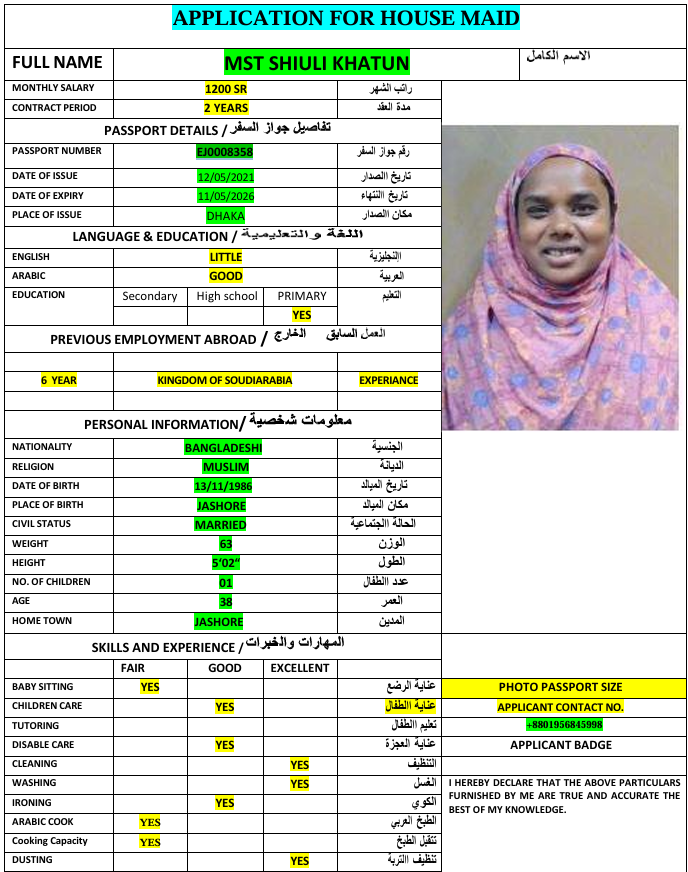 APPLICATION FOR HOUSE MAID
FULL NAME MST SHIULI KHATUN الاسم الكامل
MONTHLY SALARY 1200 SR راتب الشهر
CONTRACT PERIOD 2 YEARS مدة العقد
PASSPORT DETAILS / تفاصيل جواز السفر
PASSPORT NUMBER EJ0008358 رقم جواز السفر
DATE OF ISSUE 12/05/2021 تاريخ االصدار
DATE OF EXPIRY 11/05/2026 تاريخ االنتهاء
PLACE OF ISSUE DHAKA مكان االصدار
LANGUAGE & EDUCATION / اللغة والتعليمية
ENGLISH LITTLE اإلنجليزية
ARABIC GOOD العربية
EDUCATION Secondary High school PRIMARY التعليم
YES
PREVIOUS EMPLOYMENT ABROAD / العمل السابق الخارج
6 YEAR KINGDOM OF SOUDIARABIA EXPERIANCE
PERSONAL INFORMATION/ معلومات شخصية
NATIONALITY BANGLADESHI الجنسية
RELIGION MUSLIM الديانة
DATE OF BIRTH 13/11/1986 تاريخ الميالد
PLACE OF BIRTH JASHORE مكان الميالد
CIVIL STATUS MARRIED الحالة االجتماعية
WEIGHT 63 الوزن
HEIGHT 5’02” الطول
NO. OF CHILDREN 01 عدد االطفال
AGE 38 العمر
HOME TOWN JASHORE المدين
SKILLS AND EXPERIENCE / المهارات والخبرات
FAIR GOOD EXCELLENT
BABY SITTING YES عناية الرضع
CHILDREN CARE YES عناية االطفال
TUTORING تعليم االطفال
DISABLE CARE YES عناية العجزة
CLEANING YES التنظيف
WASHING YES الغسل
IRONING YES الكوي
ARABIC COOK YES الطبخ العربي
Cooking Capacity YES تتقبل الطبخ
DUSTING YES تنظيف االتربة
PHOTO PASSPORT SIZE
APPLICANT CONTACT NO.
+8801956845998
APPLICANT BADGE
I HEREBY DECLARE THAT THE ABOVE PARTICULARS
FURNISHED BY ME ARE TRUE AND ACCURATE THE
BEST OF MY KNOWLEDGE.